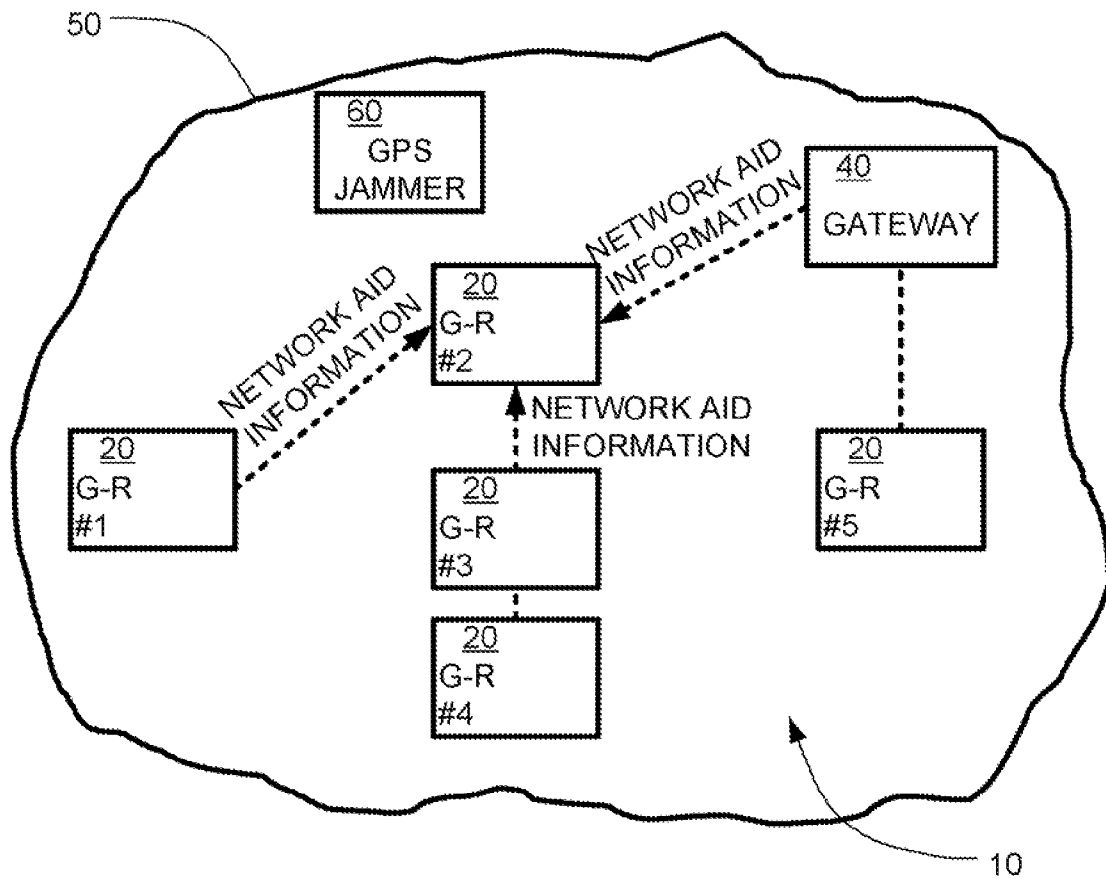 50
60
GPS
JAMMER
40
GATEWAY
NETWORK AID
INFORMATION
20
G-R
#2
NETWORK AID
INFORMATION
NETWORK AID
INFORMATION
20
G-R
#1
20
G-R
#3
20
G-R
#5
20
G-R
#4
10